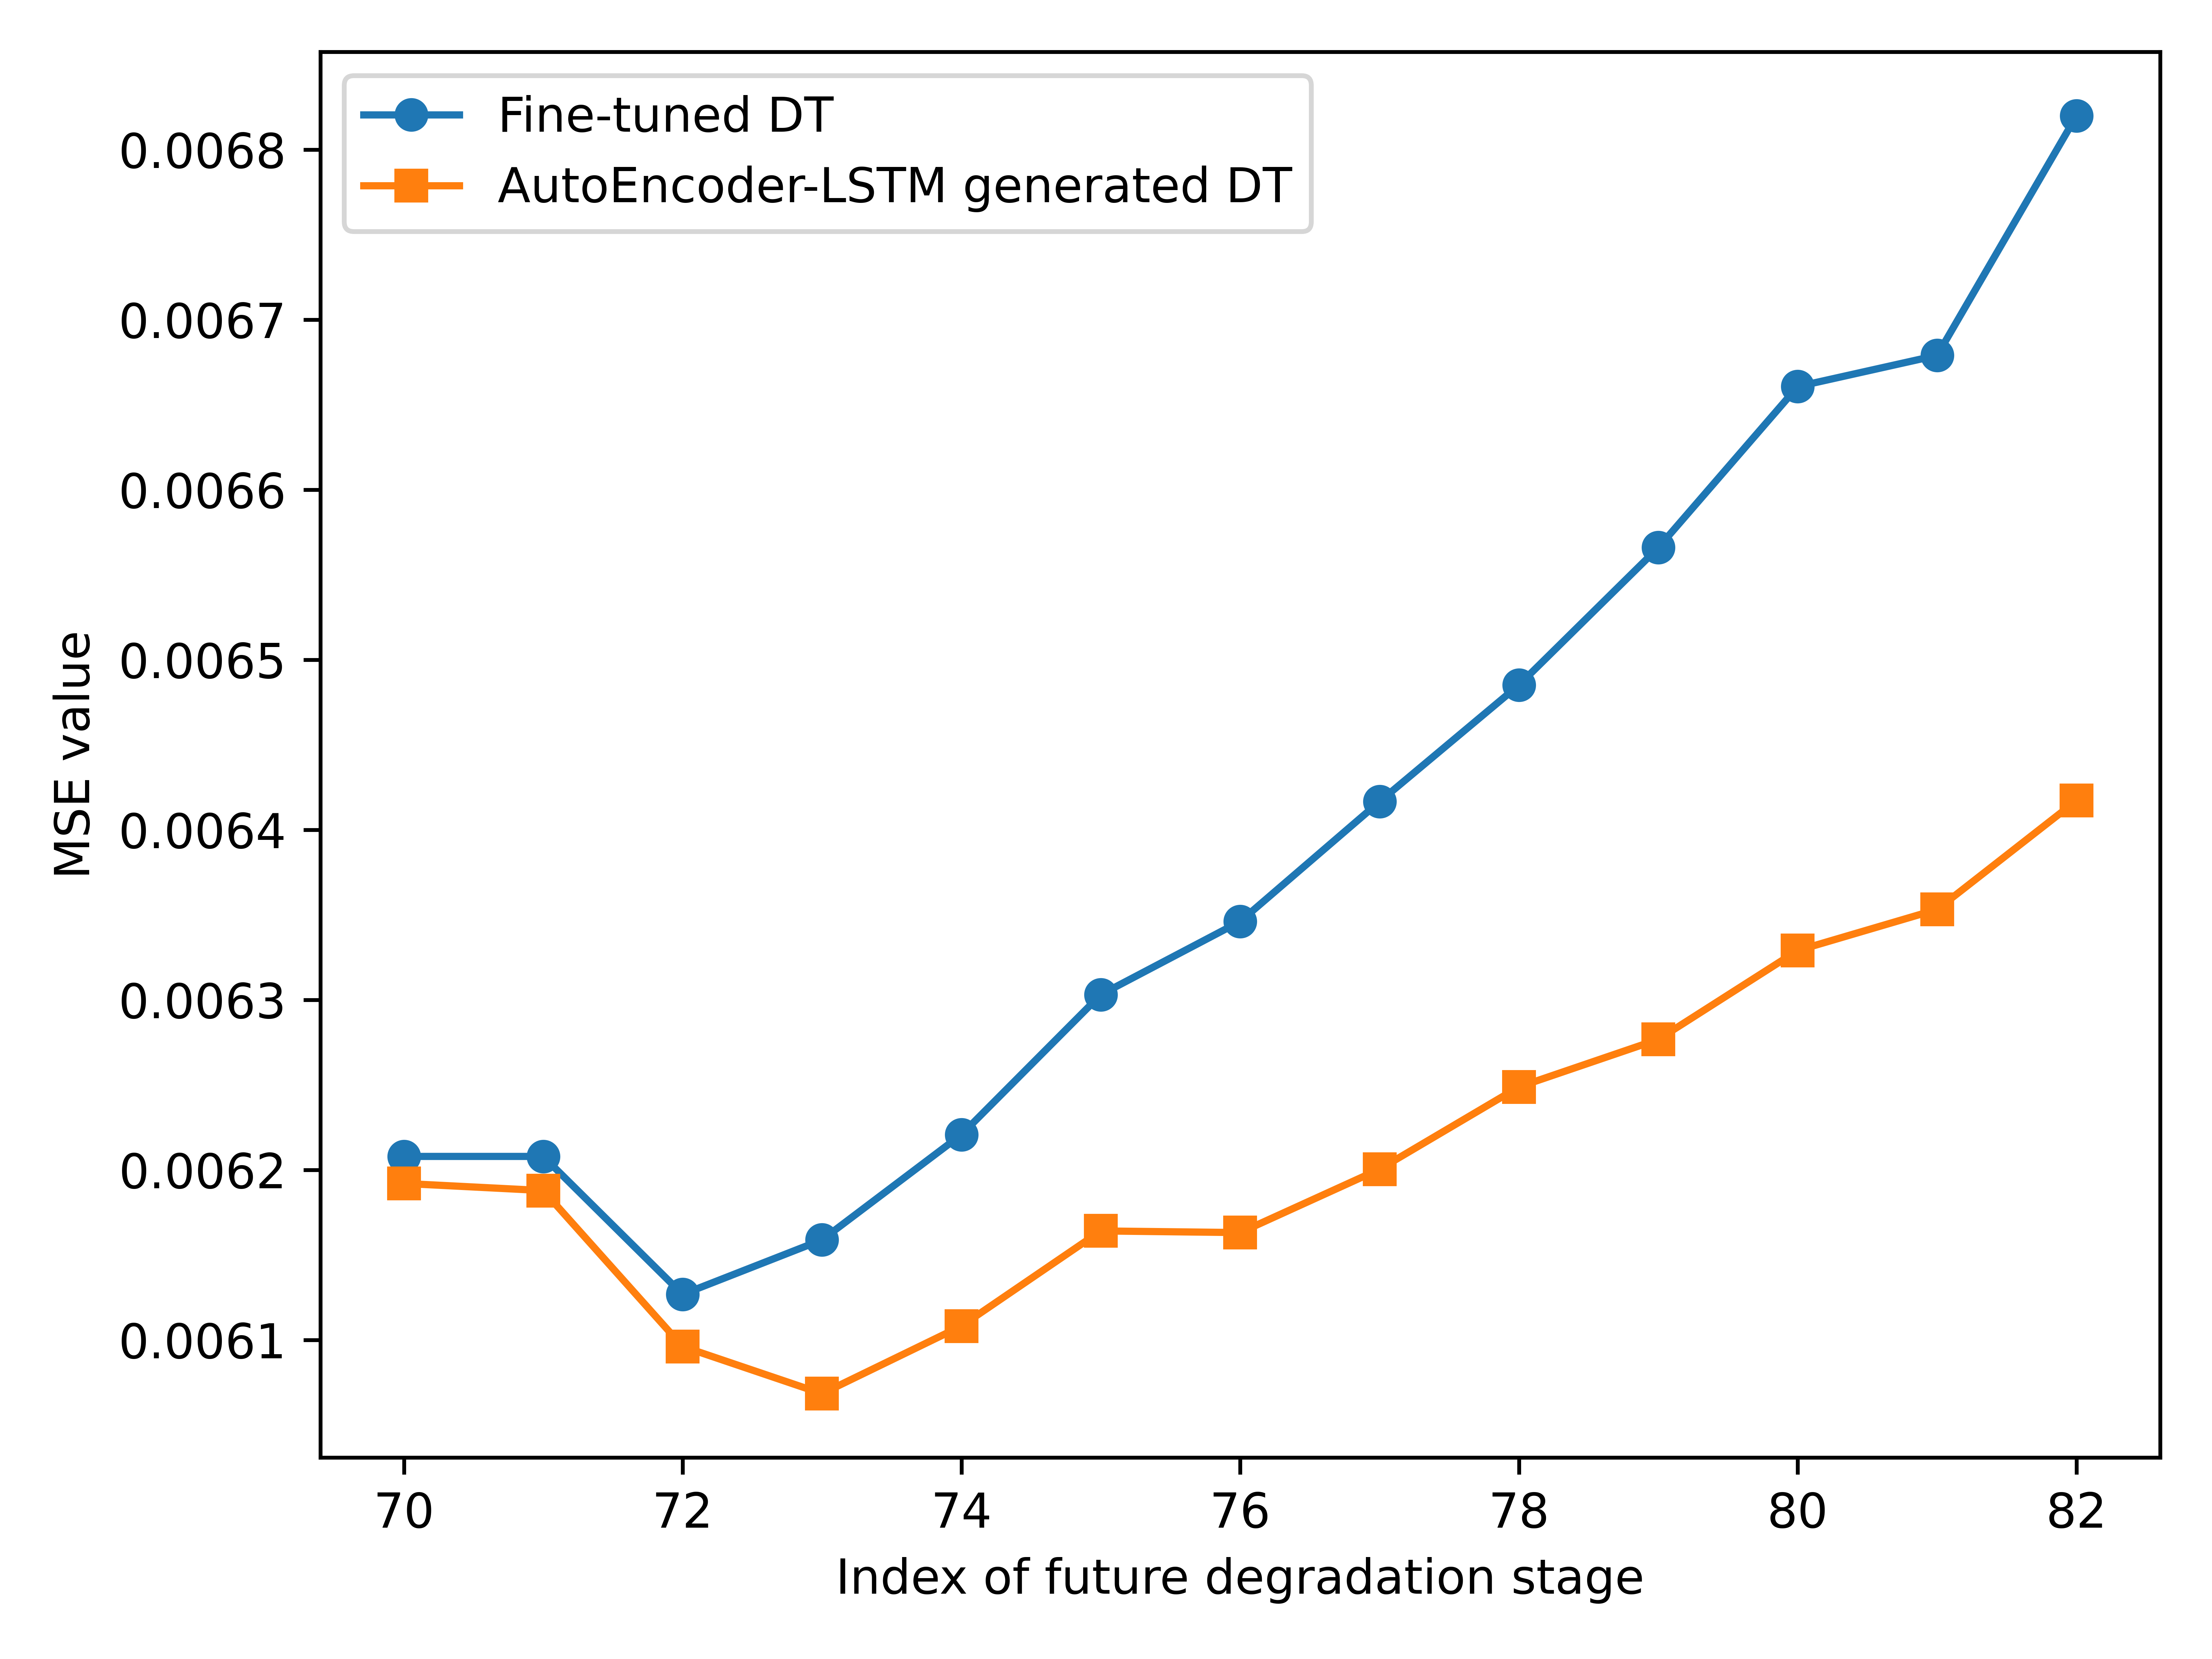 Fine-tuned DT
AutoEncoder-LSTM generated DT
0.0068
0.0067
0.0066
0.0065
0.0064
0.0063
0.0062
0.0061
MSE value
70 72 74 76 78 80 82
Index of future degradation stage